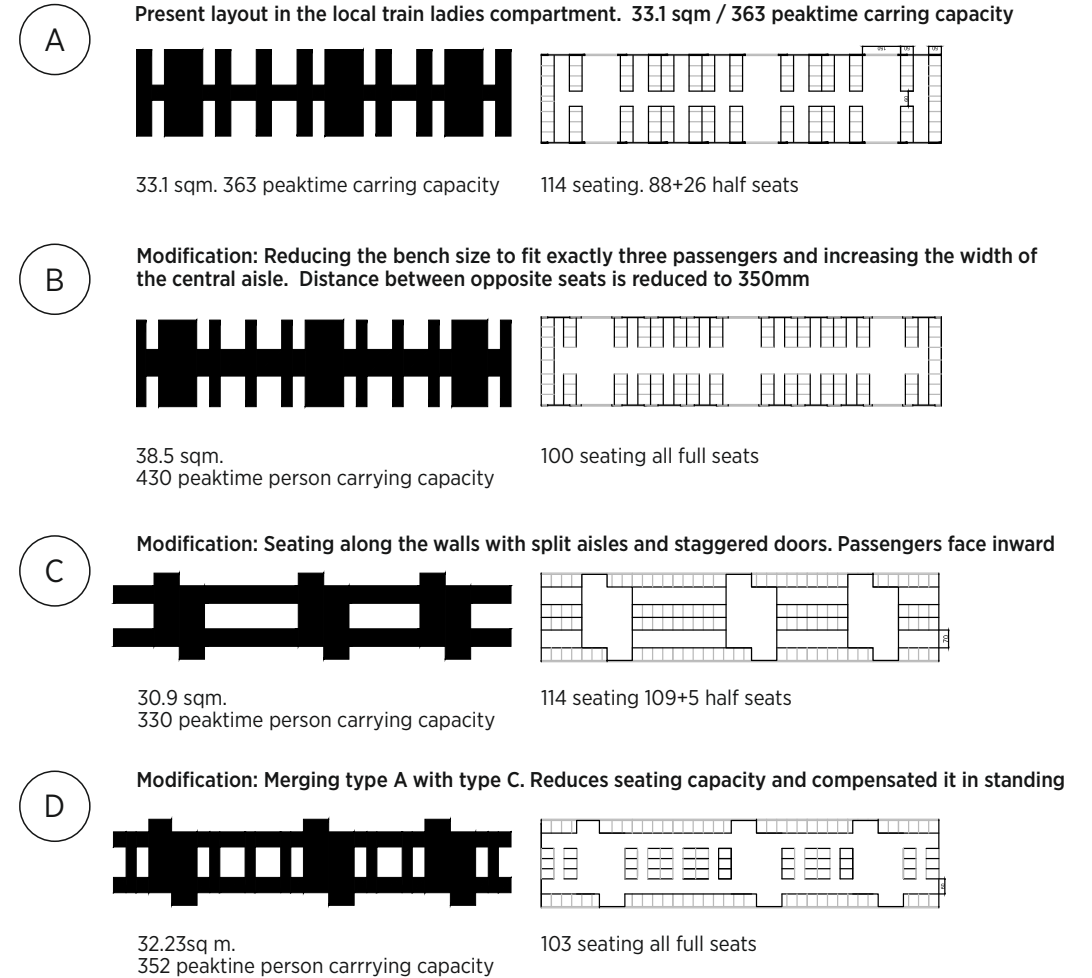 A
Present layout in the local train ladies compartment. 33.1 sqm / 363 peaktime carring capacity
33.1 sqm. 363 peaktime carring capacity
114 seating. 88+26 half seats
B
Modification: Reducing the bench size to fit exactly three passengers and increasing the width of
the central aisle. Distance between opposite seats is reduced to 350mm
38.5 sqm.
430 peaktime person carrying capacity
100 seating all full seats
C
Modification: Seating along the walls with split aisles and staggered doors. Passengers face inward
70
30.9 sqm.
330 peaktime person carrying capacity
114 seating 109+5 half seats
D
Modification: Merging type A with type C. Reduces seating capacity and compensated it in standing
32.23sq m.
352 peaktine person carrrying capacity
103 seating all full seats